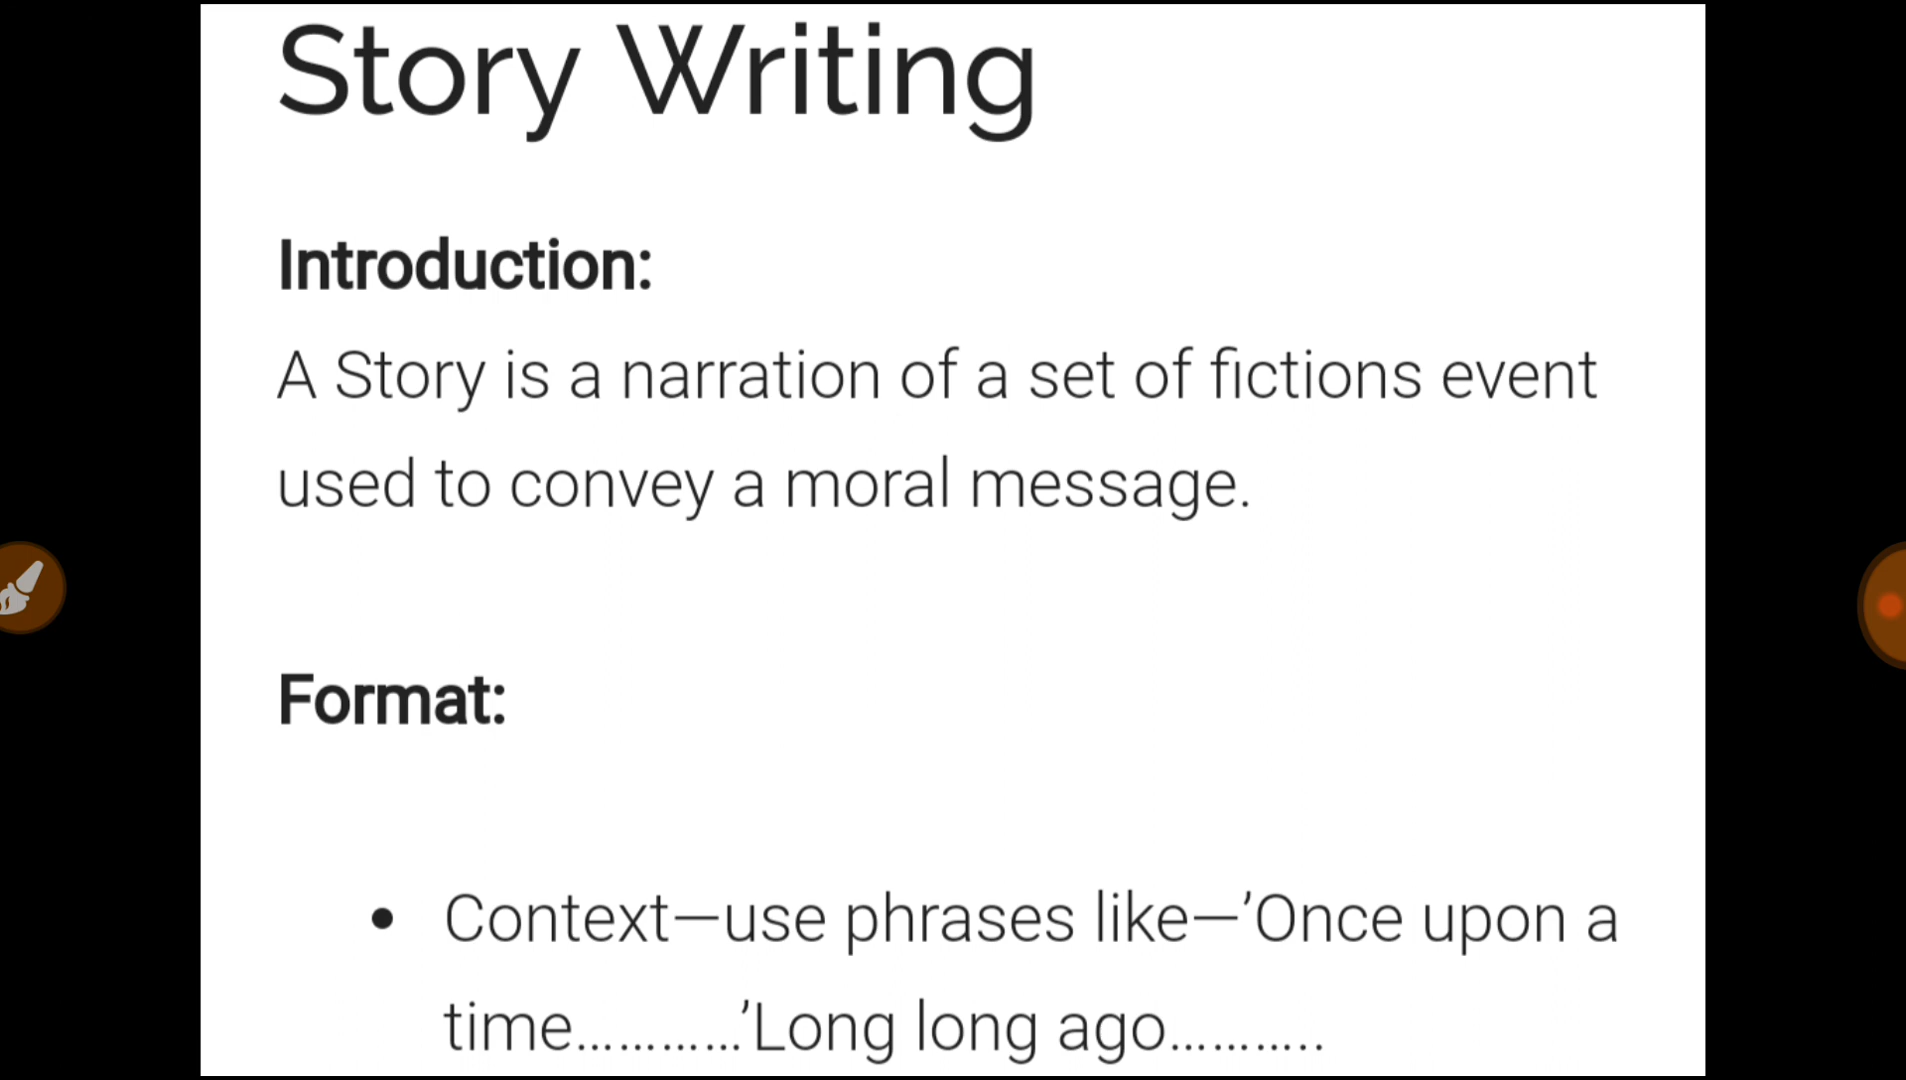 Story Writing
Introduction:
A Story is a narration of a set of fictions event
used to convey a moral message.
Format:
• Context—use phrases like—’Once upon a
time…………’Long long ago………..